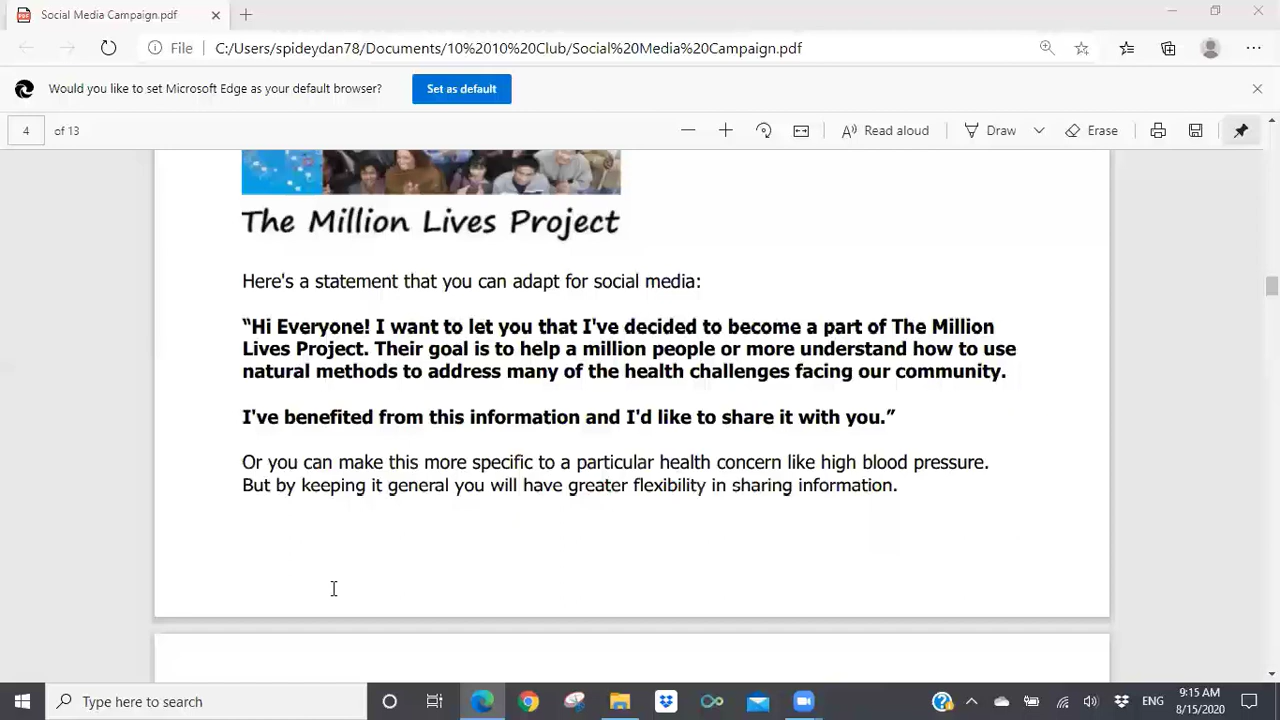 Social Media Campaign.pdf
File
C:/Users/spideydan78/Documents/10%2010%20Club/Social%20Media%20Campaign.pdf
Would you like to set Microsoft Edge as your default browser?
Set as default
4 of 13
Read aloud
Draw
Erase
The Million Lives Project
Here's a statement that you can adapt for social media:
“Hi Everyone! I want to let you that I've decided to become a part of The Million
Lives Project. Their goal is to help a million people or more understand how to use
natural methods to address many of the health challenges facing our community.
I've benefited from this information and I'd like to share it with you.”
Or you can make this more specific to a particular health concern like high blood pressure.
But by keeping it general you will have greater flexibility in sharing information.
Type here to search
ENG
9:15 AM
8/15/2020